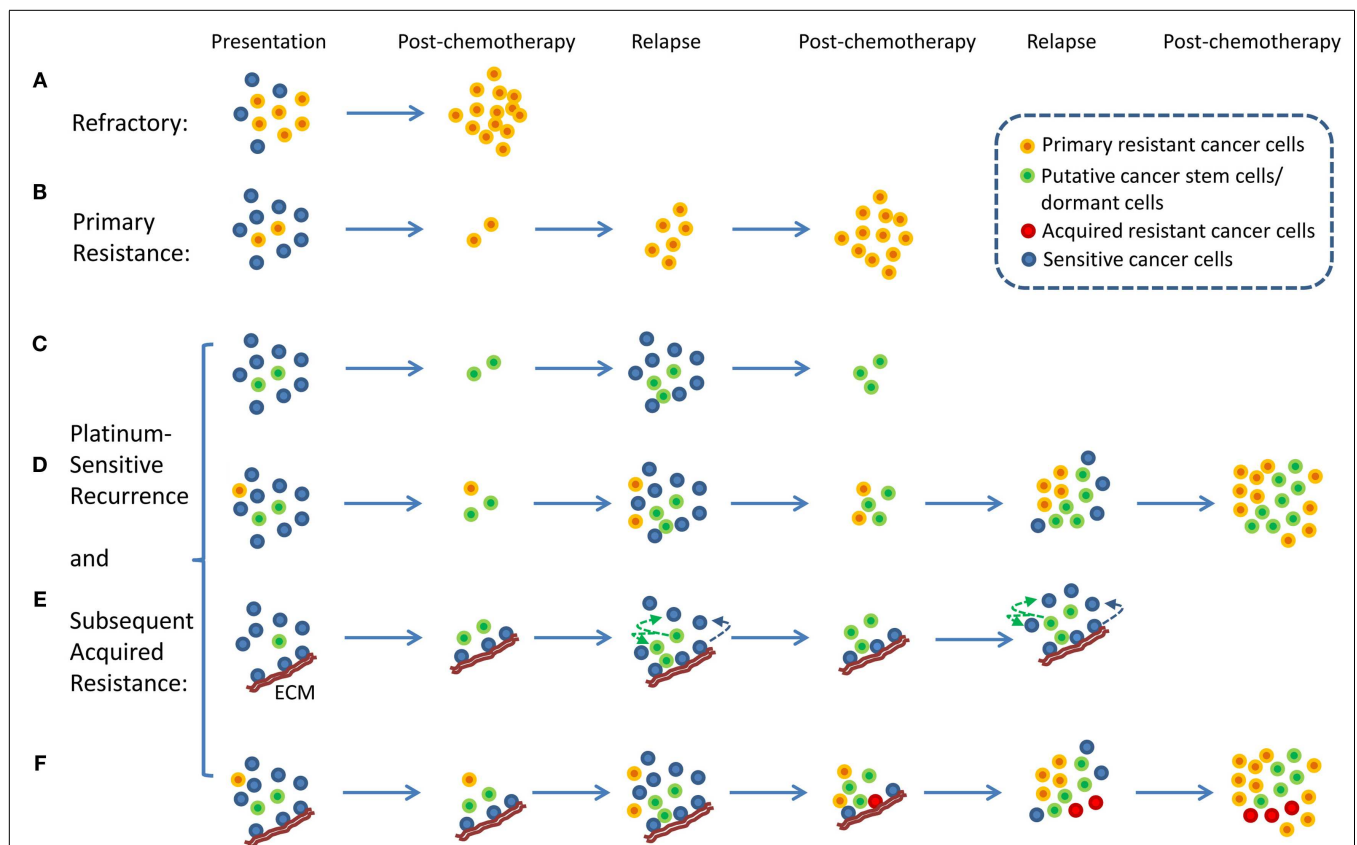 Presentation Post-chemotherapy Relapse Post-chemotherapy Relapse Post-chemotherapy
A
Refractory:
B
Primary
Resistance:
Primary resistant cancer cells
Putative cancer stem cells/
dormant cells
Acquired resistant cancer cells
Sensitive cancer cells
C
Platinum-
D
Sensitive
Recurrence
and
E
Subsequent
Acquired
Resistance:
ECM
F